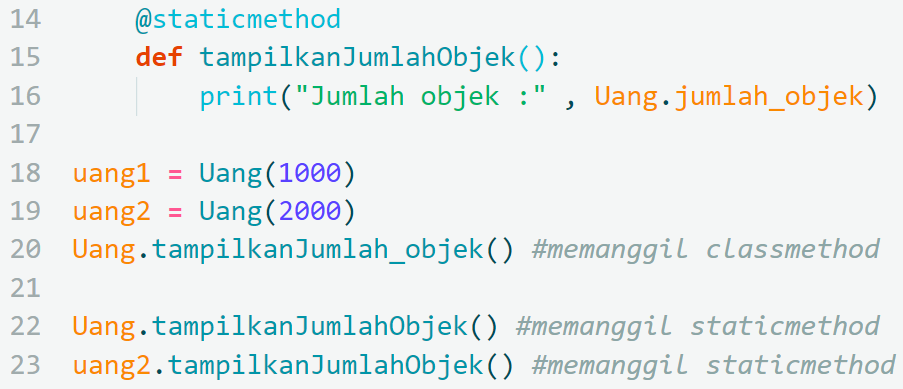 14     @staticmethod
15     def tampilkanJumlahObjek():
16         print("Jumlah objek :" , Uang.jumlah_objek)
17
18 uang1 = Uang(1000)
19 uang2 = Uang(2000)
20 Uang.tampilkanJumlah_objek() #memanggil classmethod
21
22 Uang.tampilkanJumlahObjek() #memanggil staticmethod
23 uang2.tampilkanJumlahObjek() #memanggil staticmethod